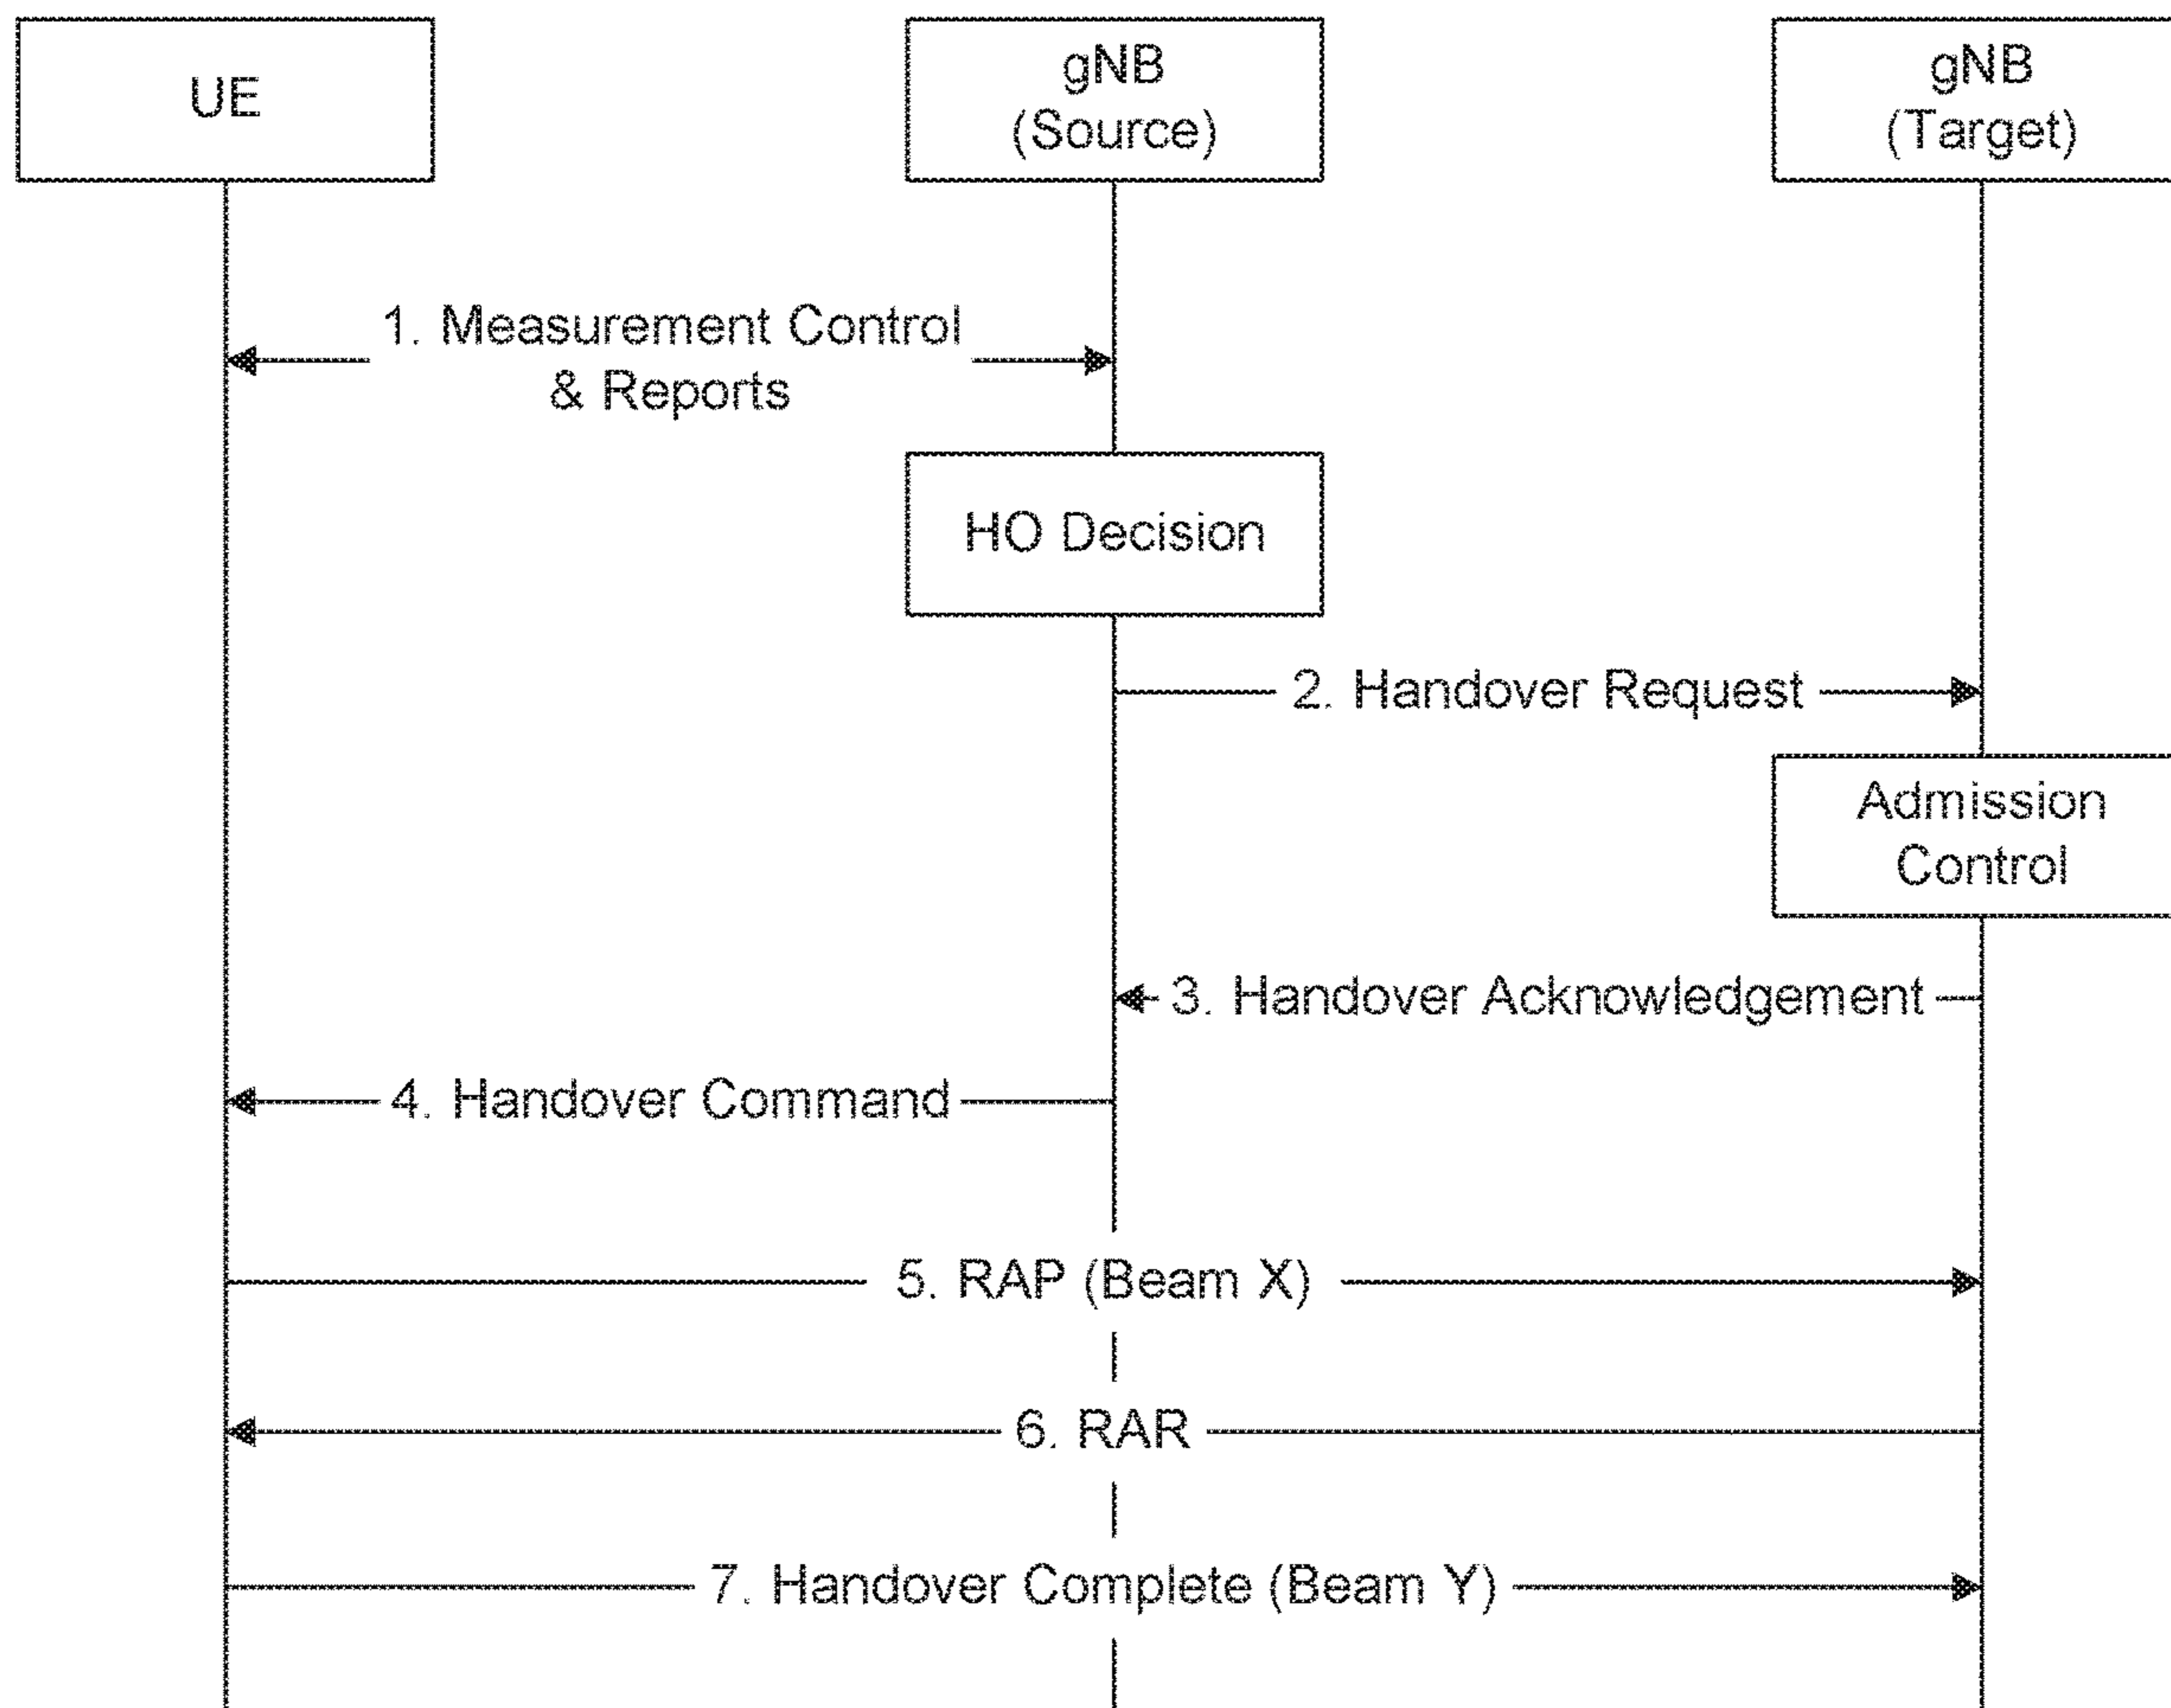 UE
gNB
(Source)
gNB
(Target)
1. Measurement Control
& Reports
HO Decision
2. Handover Request
Admission
Control
3. Handover Acknowledgement
4. Handover Command
5. RAP (Beam X)
6. RAR
7. Handover Complete (Beam Y)